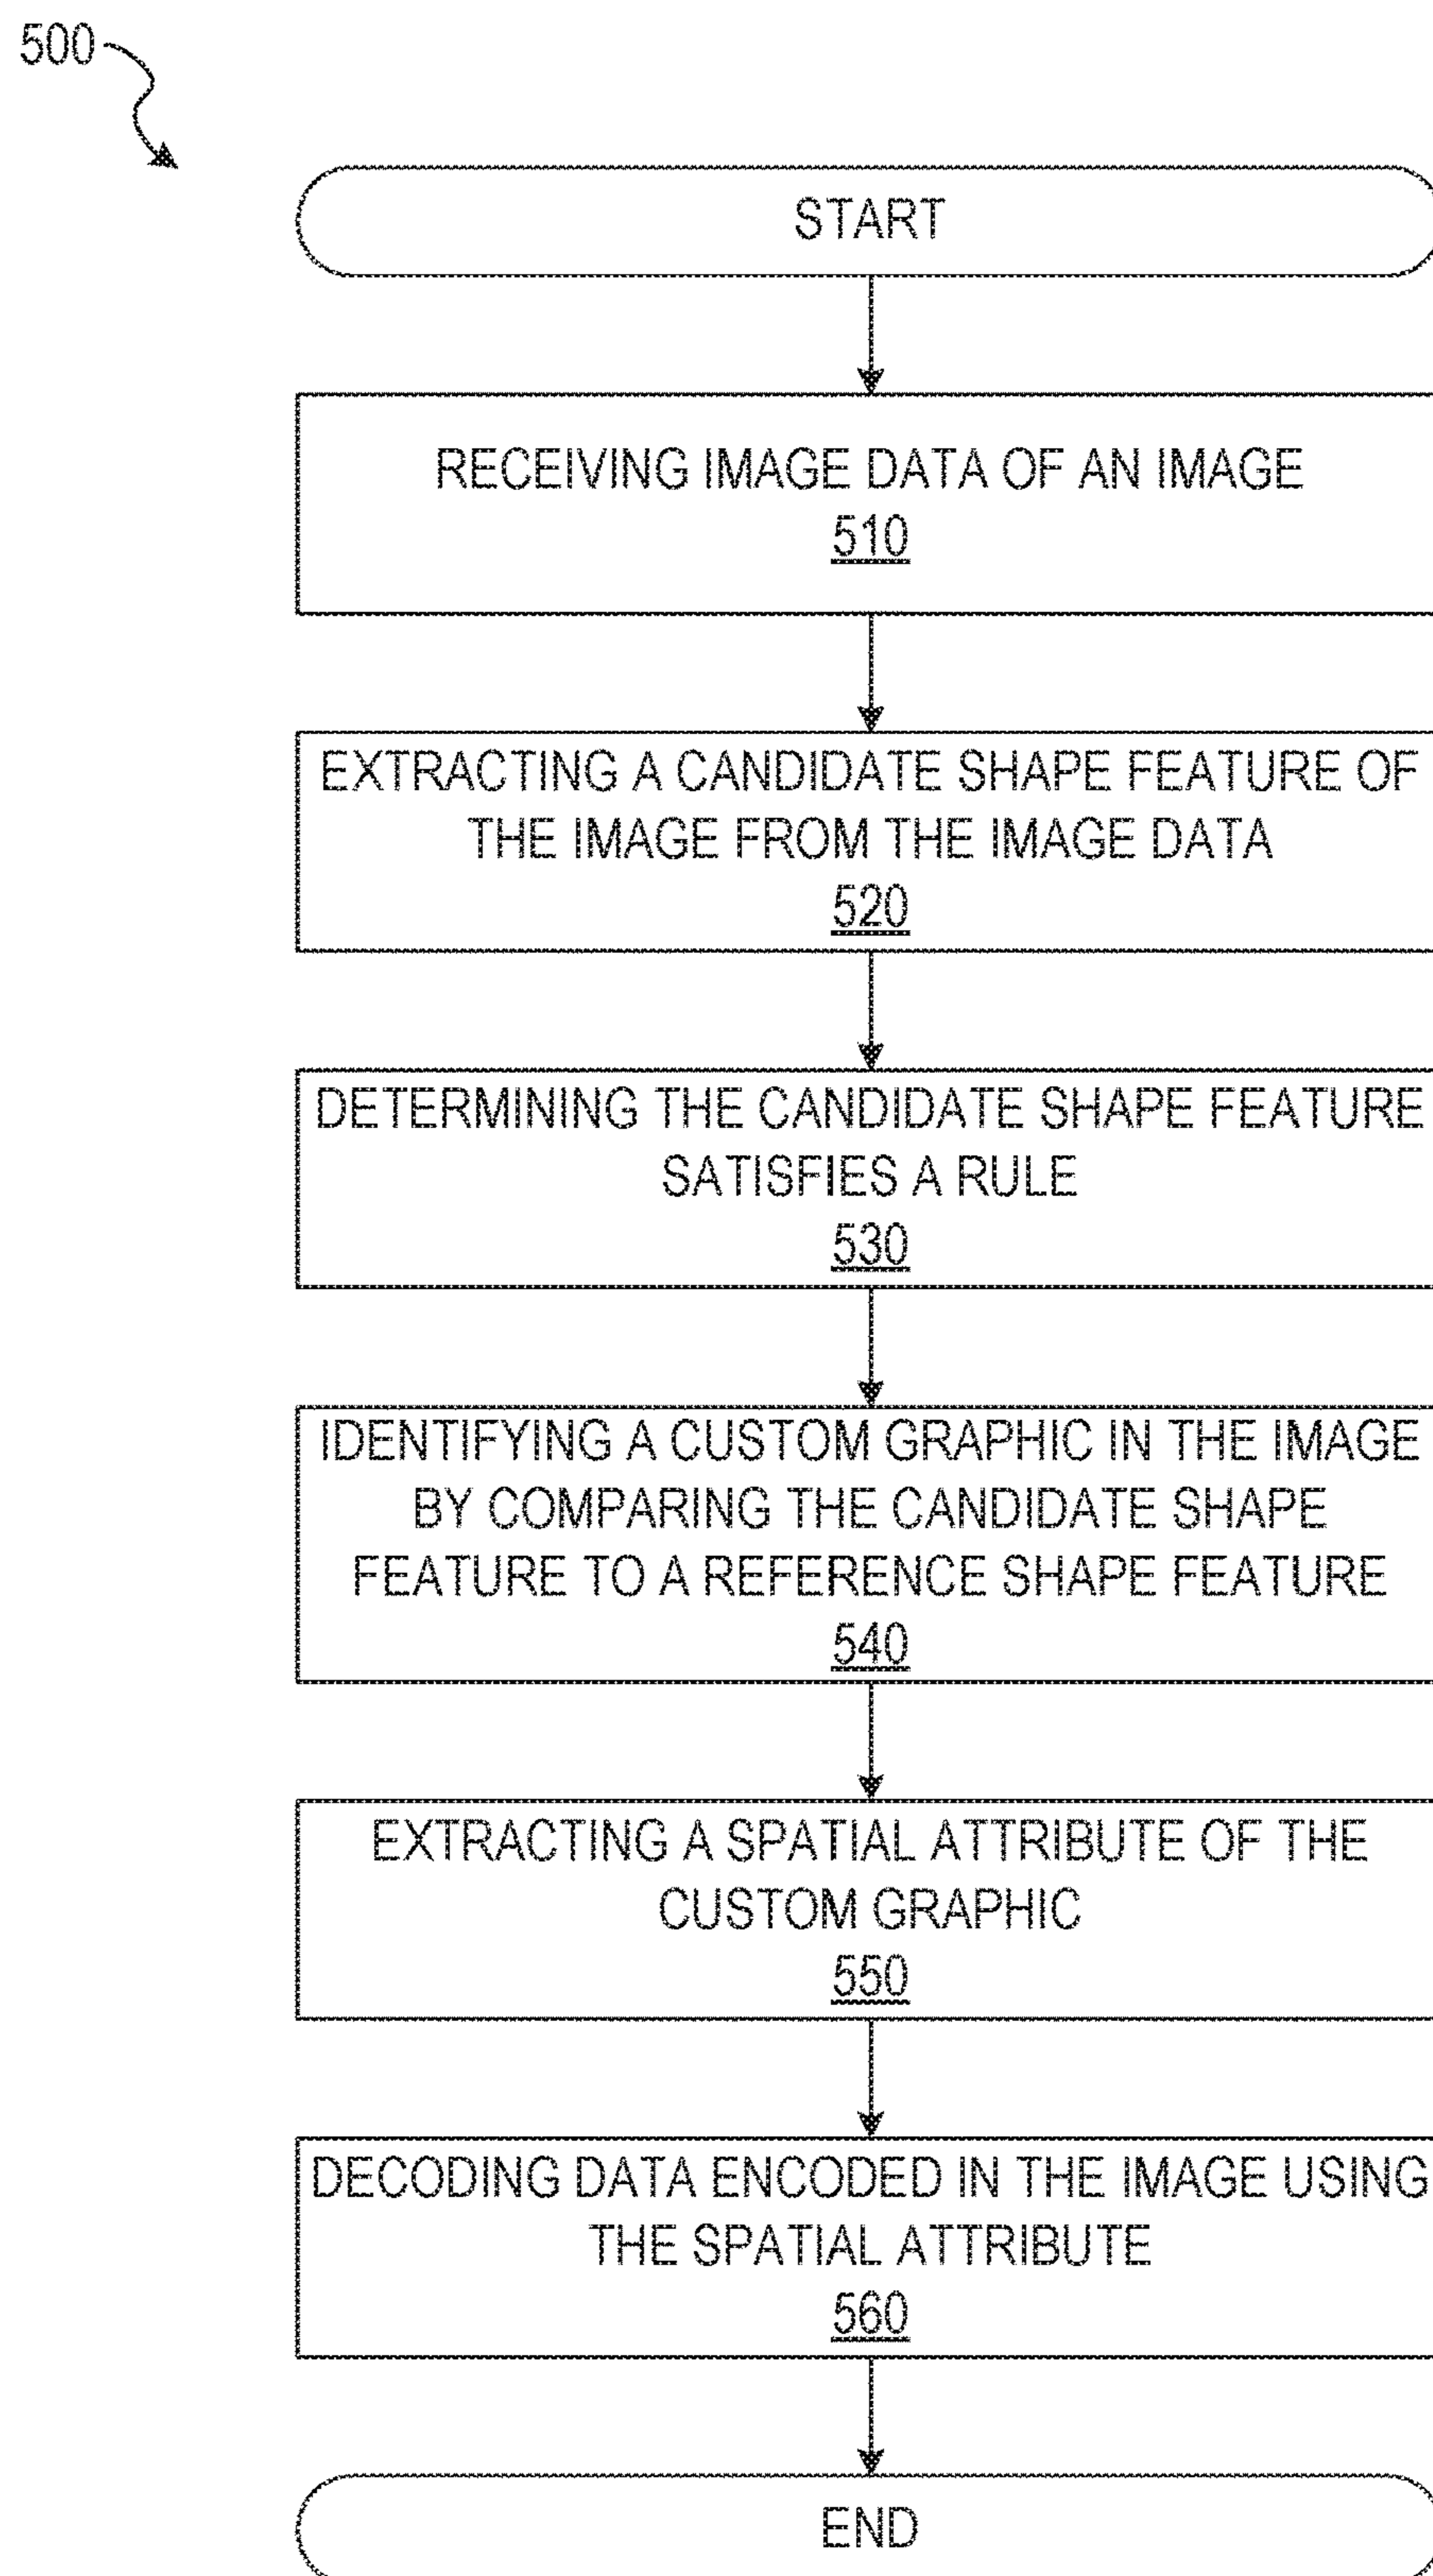 500
START
RECEIVING IMAGE DATA OF AN IMAGE
510
EXTRACTING A CANDIDATE SHAPE FEATURE OF
THE IMAGE FROM THE IMAGE DATA
520
DETERMINING THE CANDIDATE SHAPE FEATURE
SATISFIES A RULE
530
IDENTIFYING A CUSTOM GRAPHIC IN THE IMAGE
BY COMPARING THE CANDIDATE SHAPE
FEATURE TO A REFERENCE SHAPE FEATURE
540
EXTRACTING A SPATIAL ATTRIBUTE OF THE
CUSTOM GRAPHIC
550
DECODING DATA ENCODED IN THE IMAGE USING
THE SPATIAL ATTRIBUTE
560
END